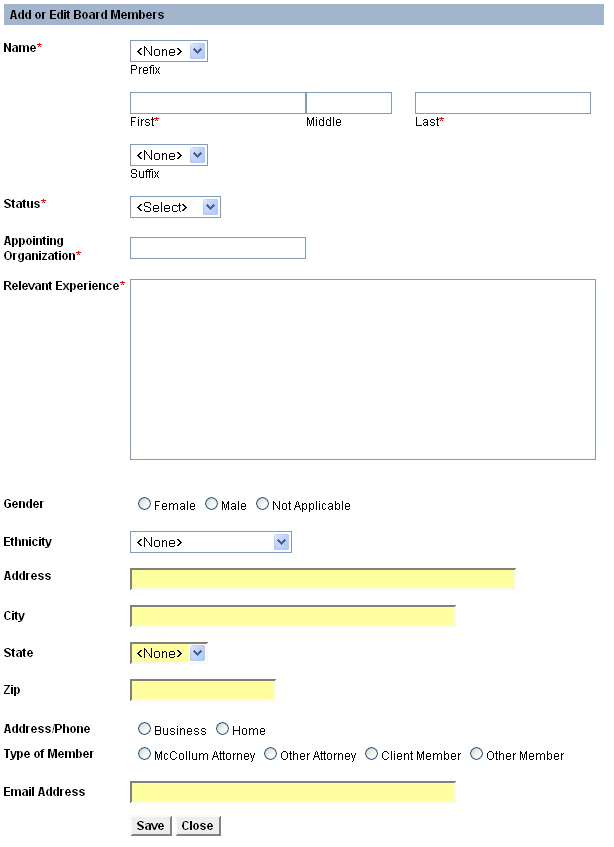 Add or Edit Board Members
Name* <None>
Prefix
First* Middle Last*
<None>
Suffix
Status* <Select>
Appointing
Organization*
Relevant Experience*
Gender Female Male Not Applicable
Ethnicity <None>
Address
City
State <None>
Zip
Address/Phone Business Home
Type of Member McCollum Attorney Other Attorney Client Member Other Member
Email Address
Save Close